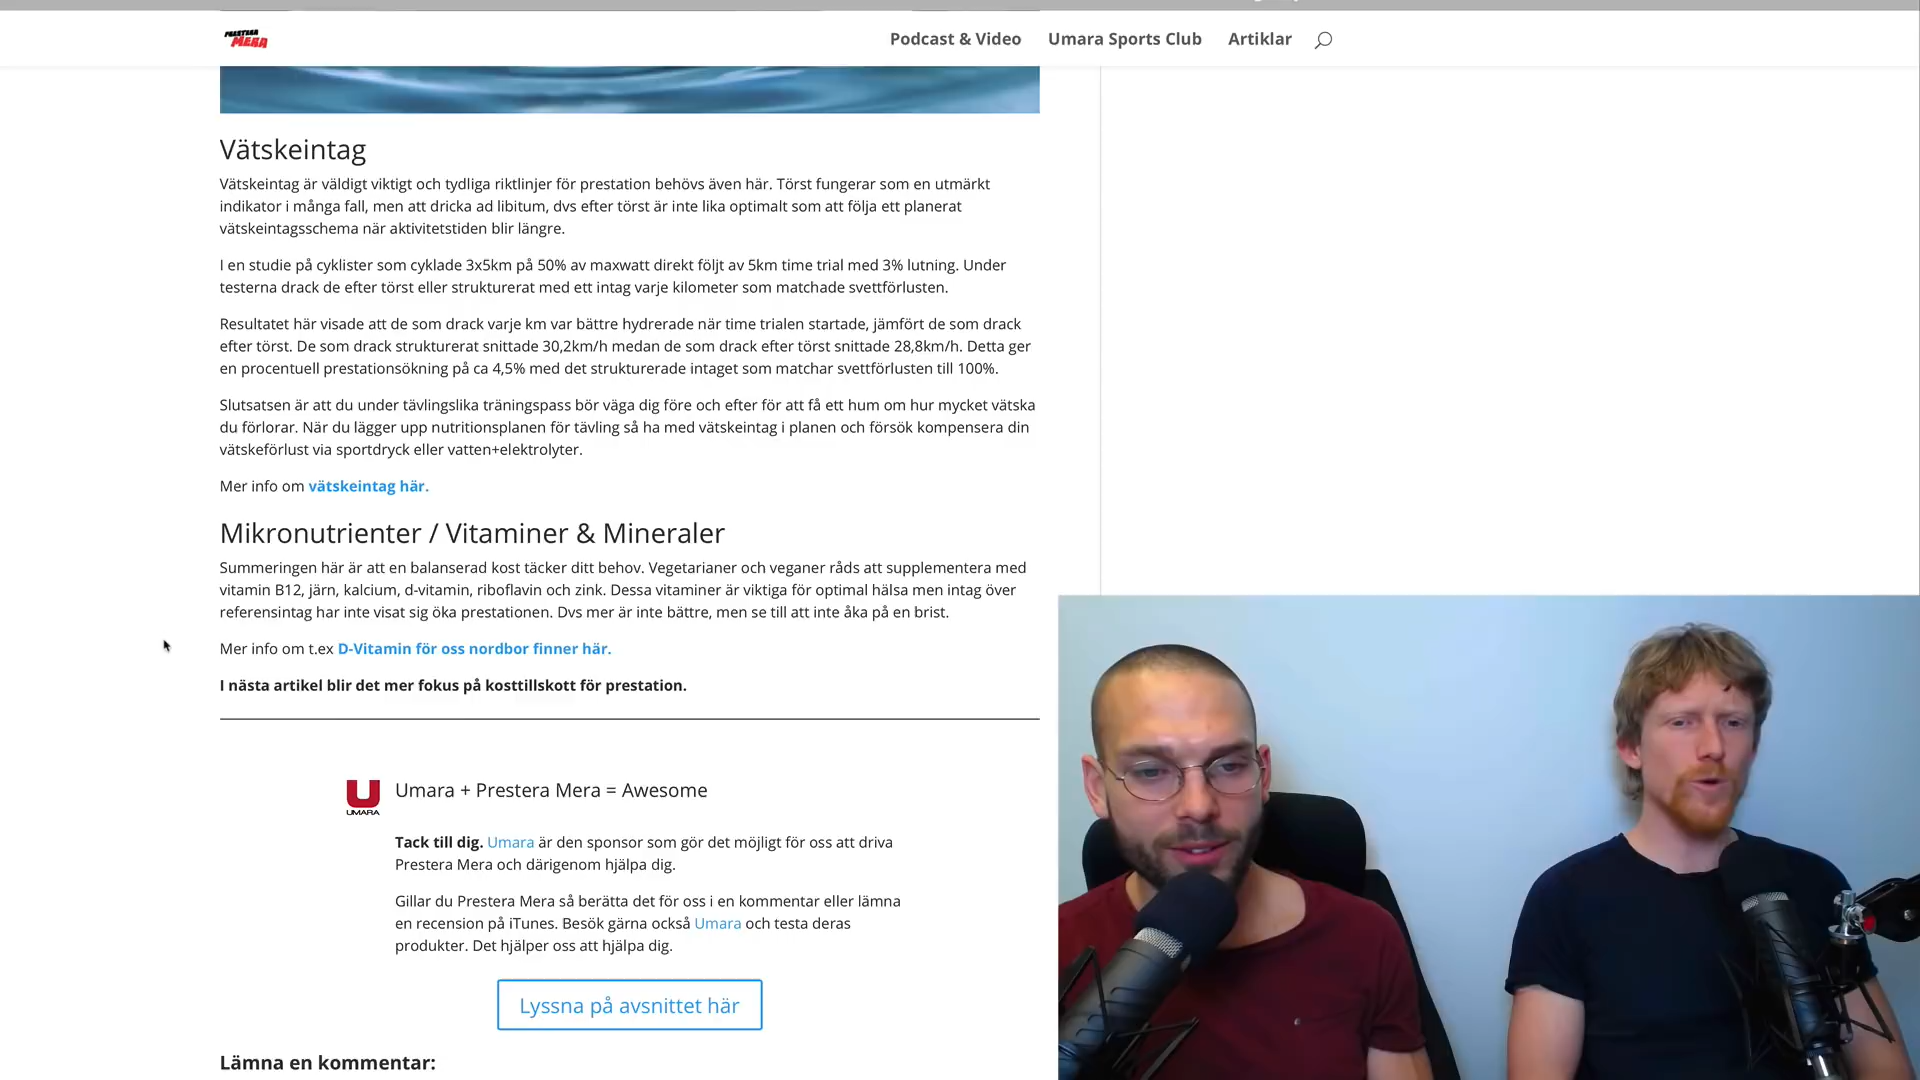 PRESTERA
MERA
Podcast & Video
Umara Sports Club
Artiklar
Vätskeintag
Vätskeintag är väldigt viktigt och tydliga riktlinjer för prestation behövs även här. Törst fungerar som en utmärkt
indikator i många fall, men att dricka ad libitum, dvs efter törst är inte lika optimalt som att följa ett planerat
vätskeintagsschema när aktivitetstiden blir längre.
I en studie på cyklister som cyklade 3x5km på 50% av maxwatt direkt följt av 5km time trial med 3% lutning. Under
testerna drack de efter törst eller strukturerat med ett intag varje kilometer som matchade svettförlusten.
Resultatet här visade att de som drack varje km var bättre hydrerade när time trialen startade, jämfört de som drack
efter törst. De som drack strukturerat snittade 30,2km/h medan de som drack efter törst snittade 28,8km/h. Detta ger
en procentuell prestationsökning på ca 4,5% med det strukturerade intaget som matchar svettförlusten till 100%.
Slutsatsen är att du under tävlingslika träningspass bör väga dig före och efter för att få ett hum om hur mycket vätska
du förlorar. När du lägger upp nutritionsplanen för tävling så ha med vätskeintag i planen och försök kompensera din
vätskeförlust via sportdryck eller vatten+elektrolyter.
Mer info om vätskeintag här.
Mikronutrienter / Vitaminer & Mineraler
Summeringen här är att en balanserad kost täcker ditt behov. Vegetarianer och veganer råds att supplementera med
vitamin B12, järn, kalcium, d-vitamin, riboflavin och zink. Dessa vitaminer är viktiga för optimal hälsa men intag över
referensintag har inte visat sig öka prestationen. Dvs mer är inte bättre, men se till att inte åka på en brist.
Mer info om t.ex D-Vitamin för oss nordbor finner här.
I nästa artikel blir det mer fokus på kosttillskott för prestation.
UMARA
Umara + Prestera Mera = Awesome
Tack till dig. Umara är den sponsor som gör det möjligt för oss att driva
Prestera Mera och därigenom hjälpa dig.
Gillar du Prestera Mera så berätta det för oss i en kommentar eller lämna
en recension på iTunes. Besök gärna också Umara och testa deras
produkter. Det hjälper oss att hjälpa dig.
Lyssna på avsnittet här
Lämna en kommentar: